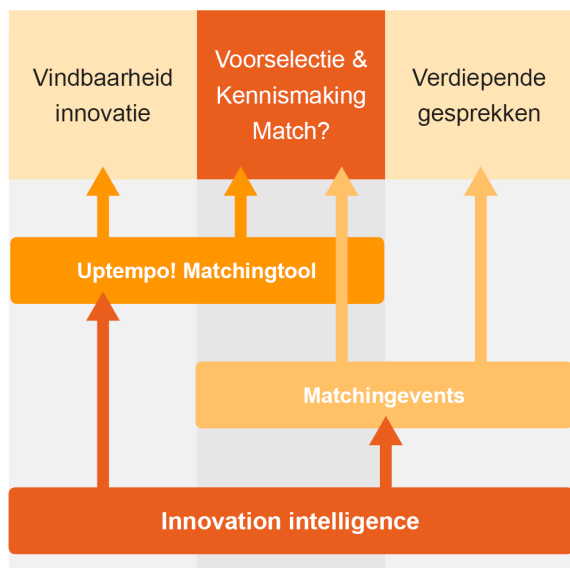 Vindbaarheid
innovatie
Voorselectie &
Kennismaking
Match?
Verdiepende
gesprekken
Uptempo! Matchingtool
Matchingevents
Innovation intelligence